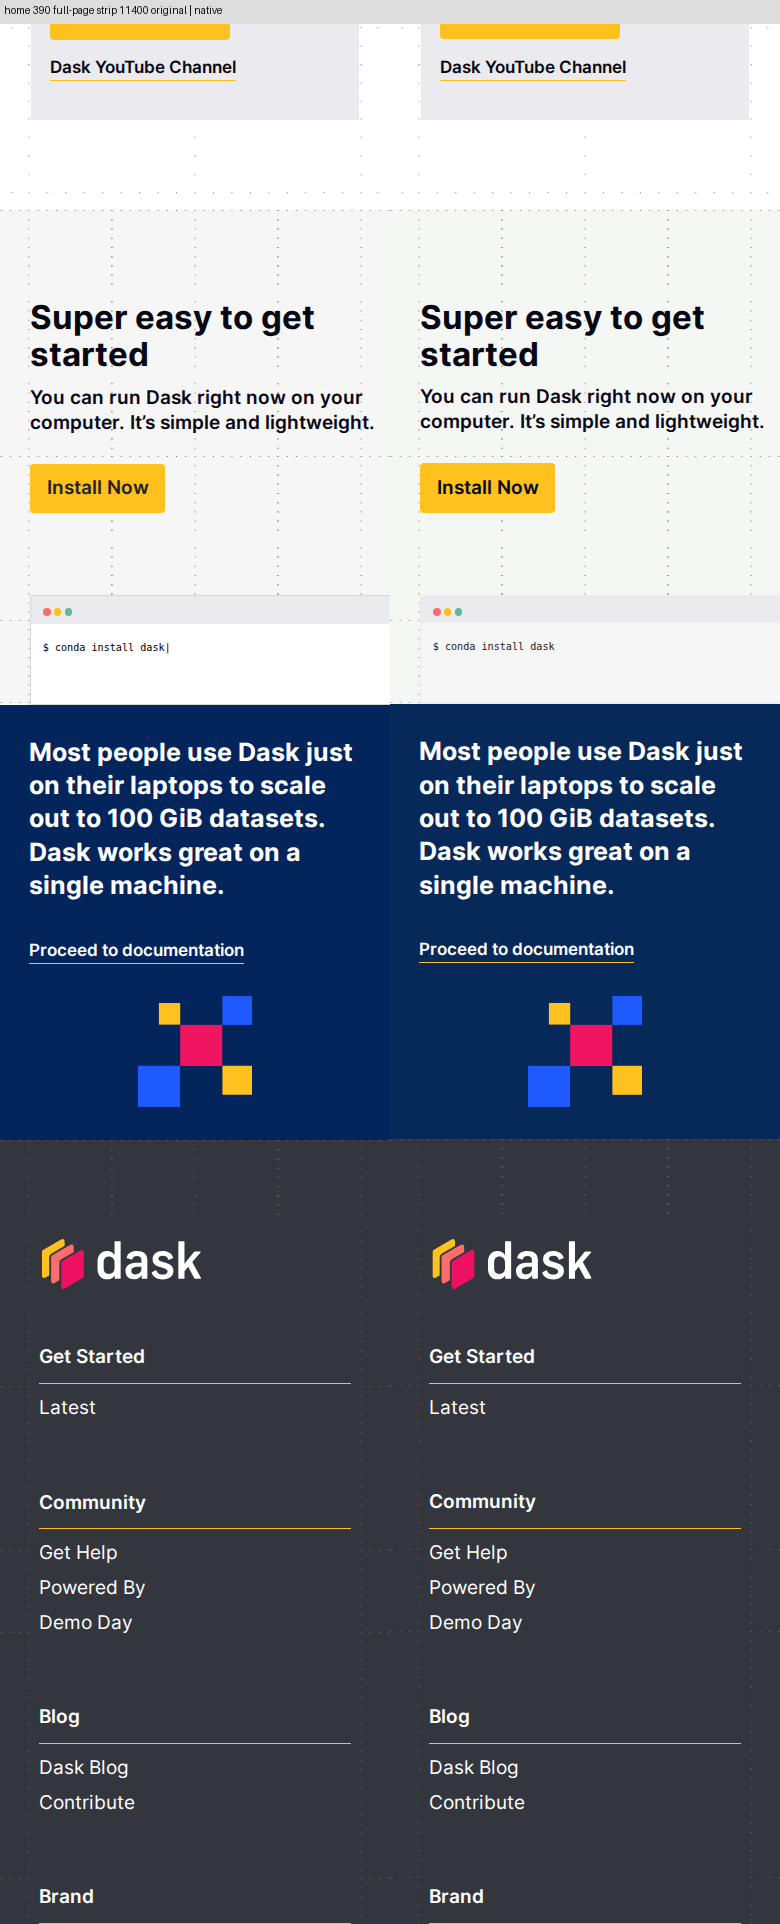 home 390 full-page strip 11400 original | native
Dask YouTube Channel
Dask YouTube Channel
Super easy to get
started
You can run Dask right now on your
computer. It’s simple and lightweight.
Install Now
$ conda install dask|
Most people use Dask just
on their laptops to scale
out to 100 GiB datasets.
Dask works great on a
single machine.
Proceed to documentation
dask
Get Started
Latest
Community
Get Help
Powered By
Demo Day
Blog
Dask Blog
Contribute
Brand
Super easy to get
started
You can run Dask right now on your
computer. It’s simple and lightweight.
Install Now
$ conda install dask
Most people use Dask just
on their laptops to scale
out to 100 GiB datasets.
Dask works great on a
single machine.
Proceed to documentation
dask
Get Started
Latest
Community
Get Help
Powered By
Demo Day
Blog
Dask Blog
Contribute
Brand